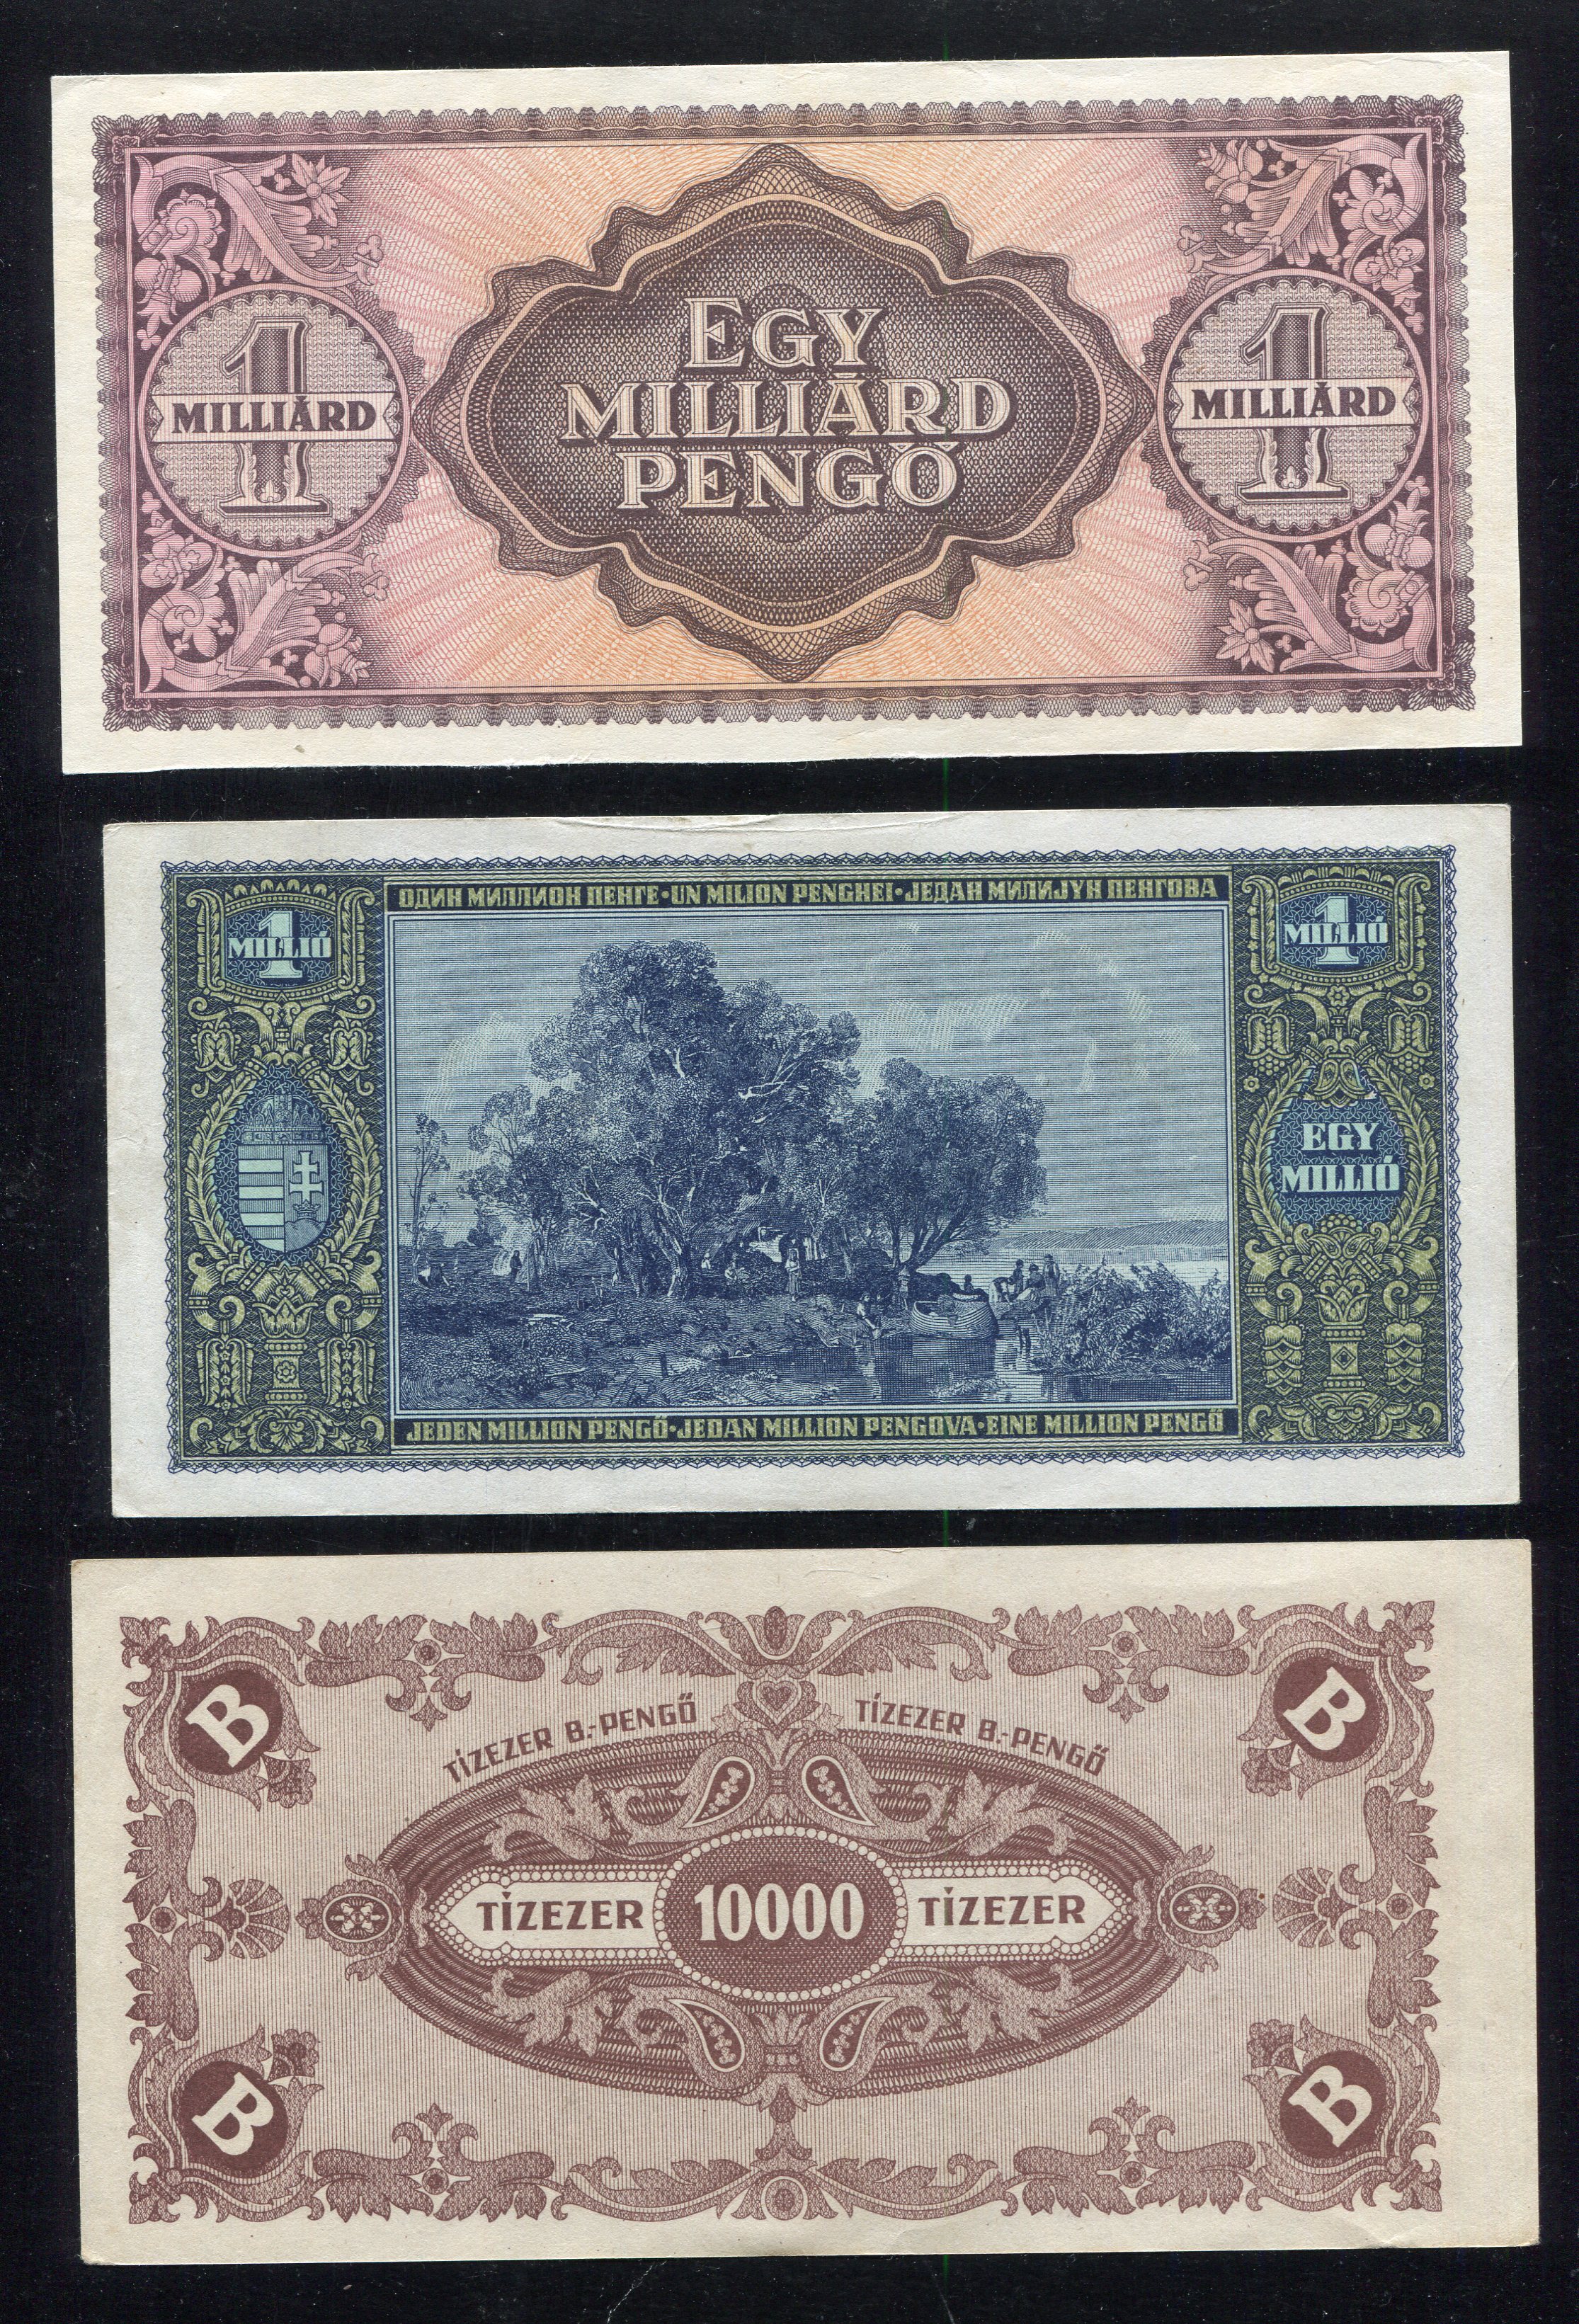 EGY
MILLIÁRD
PENGŐ
1
MILLIÁRD
1
MILLIÁRD
ОДИН МИЛЛИОН ПЕНГЕ • UN MILION PENGHEI • ЈЕДАН МИЛИЈУН ПЕНГОВА
1
MILLIÓ
1
MILLIÓ
EGY
MILLIÓ
JEDEN MILLION PENGŐ • JEDAN MILLION PENGOVA • EINE MILLION PENGŐ
B
B
TÍZEZER B.-PENGŐ
TÍZEZER B.-PENGŐ
TÍZEZER 10000 TÍZEZER
B
B